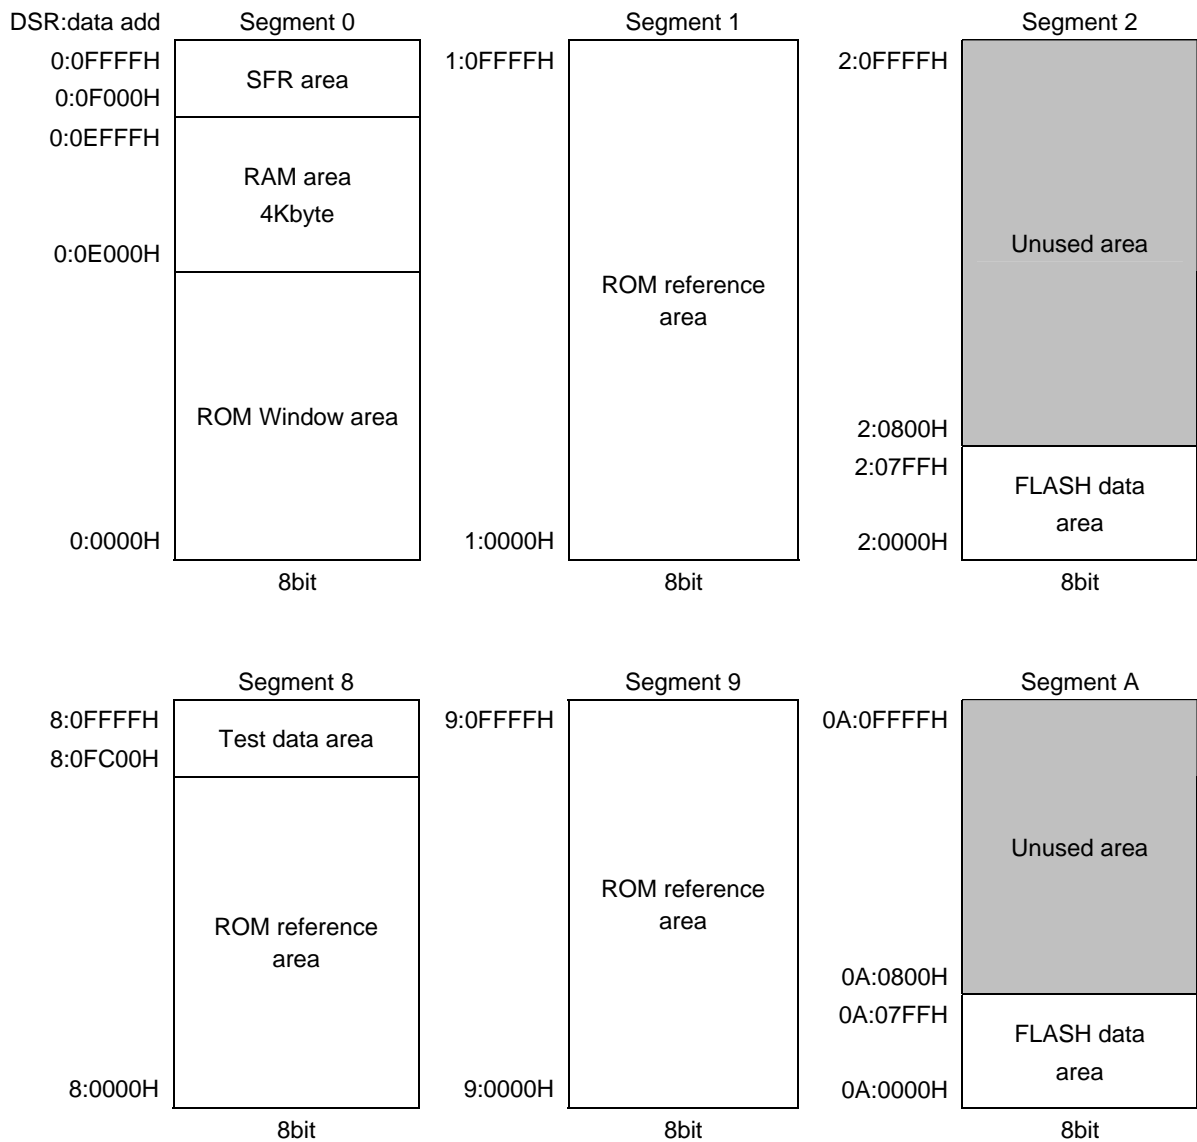 DSR:data add
Segment 0
0:0FFFFH
SFR area
0:0F000H
0:0EFFFH
RAM area
4Kbyte
0:0E000H
ROM Window area
0:0000H
8bit
Segment 1
1:0FFFFH
ROM reference
area
1:0000H
8bit
Segment 2
2:0FFFFH
Unused area
2:0800H
2:07FFH
FLASH data
area
2:0000H
8bit
Segment 8
8:0FFFFH
Test data area
8:0FC00H
ROM reference
area
8:0000H
8bit
Segment 9
9:0FFFFH
ROM reference
area
9:0000H
8bit
Segment A
0A:0FFFFH
Unused area
0A:0800H
0A:07FFH
FLASH data
area
0A:0000H
8bit